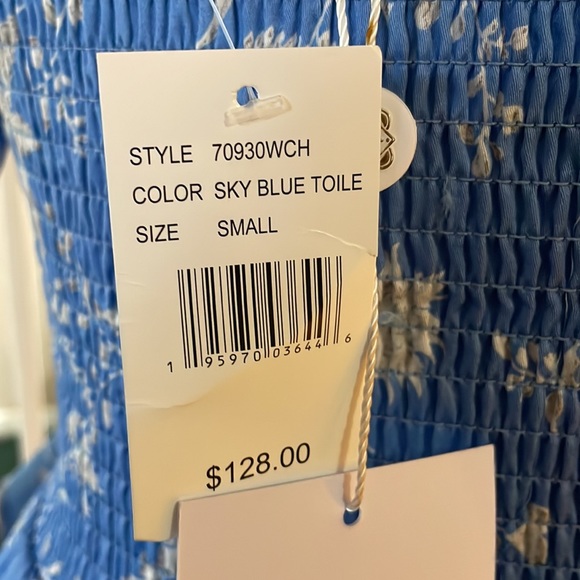 STYLE 70930WCH
COLOR SKY BLUE TOILE
SIZE SMALL
1 95970 03644 6
$128.00